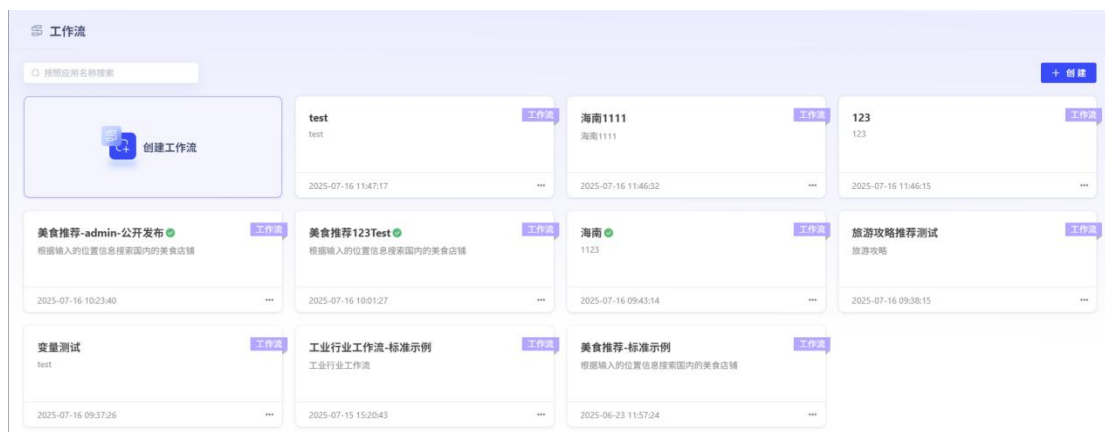 工作流
按照应用名称搜索
+ 创建
创建工作流
test
工作流
test
2025-07-16 11:47:17
海南1111
工作流
海南1111
2025-07-16 11:46:32
123
工作流
123
2025-07-16 11:46:15
美食推荐-admin-公开发布
工作流
根据输入的位置信息搜索国内的美食店铺
2025-07-16 10:23:40
美食推荐123Test
工作流
根据输入的位置信息搜索国内的美食店铺
2025-07-16 10:01:27
海南
工作流
1123
2025-07-16 09:43:14
旅游攻略推荐测试
工作流
旅游攻略
2025-07-16 09:38:15
变量测试
工作流
test
2025-07-16 09:37:26
工业行业工作流-标准示例
工作流
工业行业工作流
2025-07-15 15:20:43
美食推荐-标准示例
工作流
根据输入的位置信息搜索国内的美食店铺
2025-06-23 11:57:24